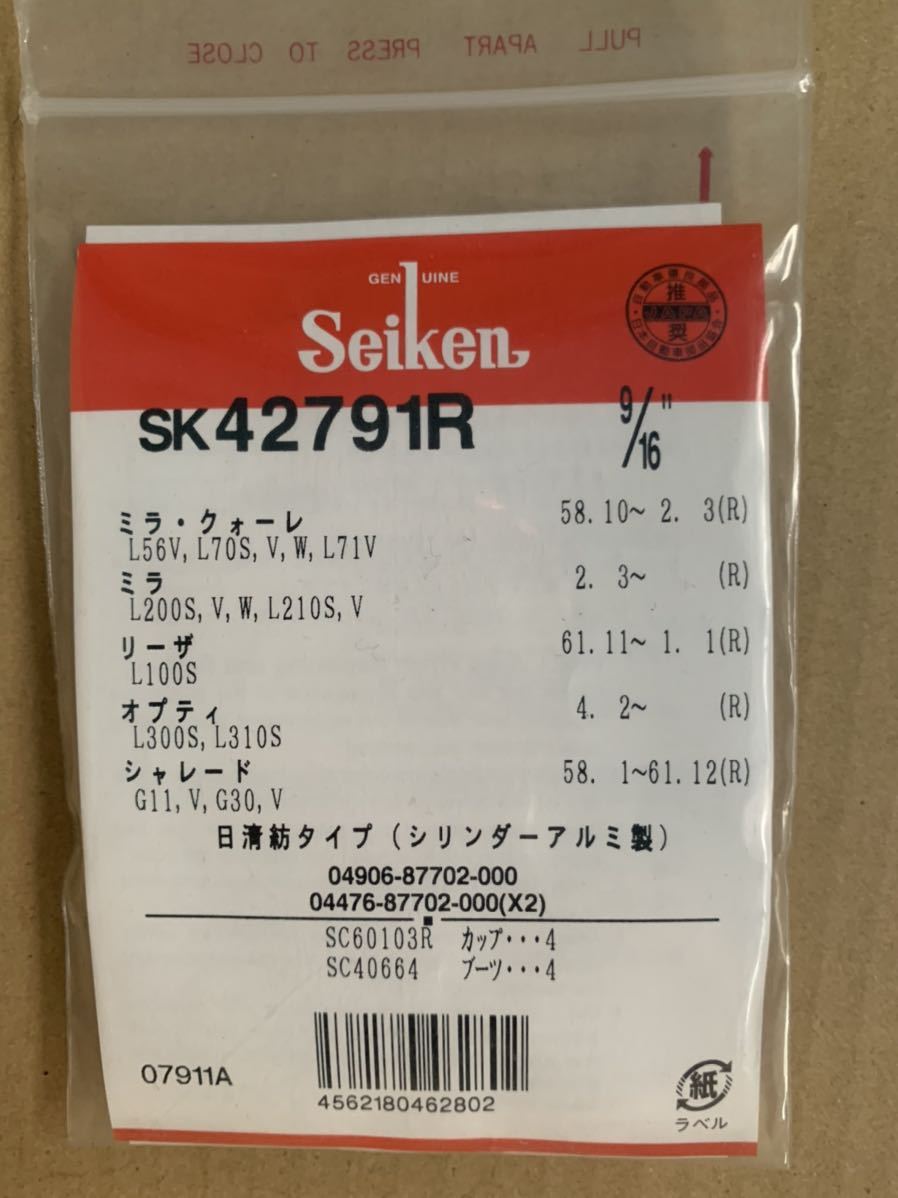 PULL APART PRESS TO CLOSE
GENUINE
Seiken
推
奨
SK42791R
9/16"
ミラ・クォーレ 58.10~ 2. 3(R)
L56V,L70S,V,W,L71V
ミラ 2. 3~ (R)
L200S,V,W,L210S,V
リーザ 61.11~ 1. 1(R)
L100S
オプティ 4. 2~ (R)
L300S,L310S
シャレード 58. 1~61.12(R)
G11,V,G30,V
日清紡タイプ(シリンダーアルミ製)
04906-87702-000
04476-87702-000(X2)
SC60103R カップ・・・4
SC40664 ブーツ・・・4
07911A
4562180462802
紙
ラベル